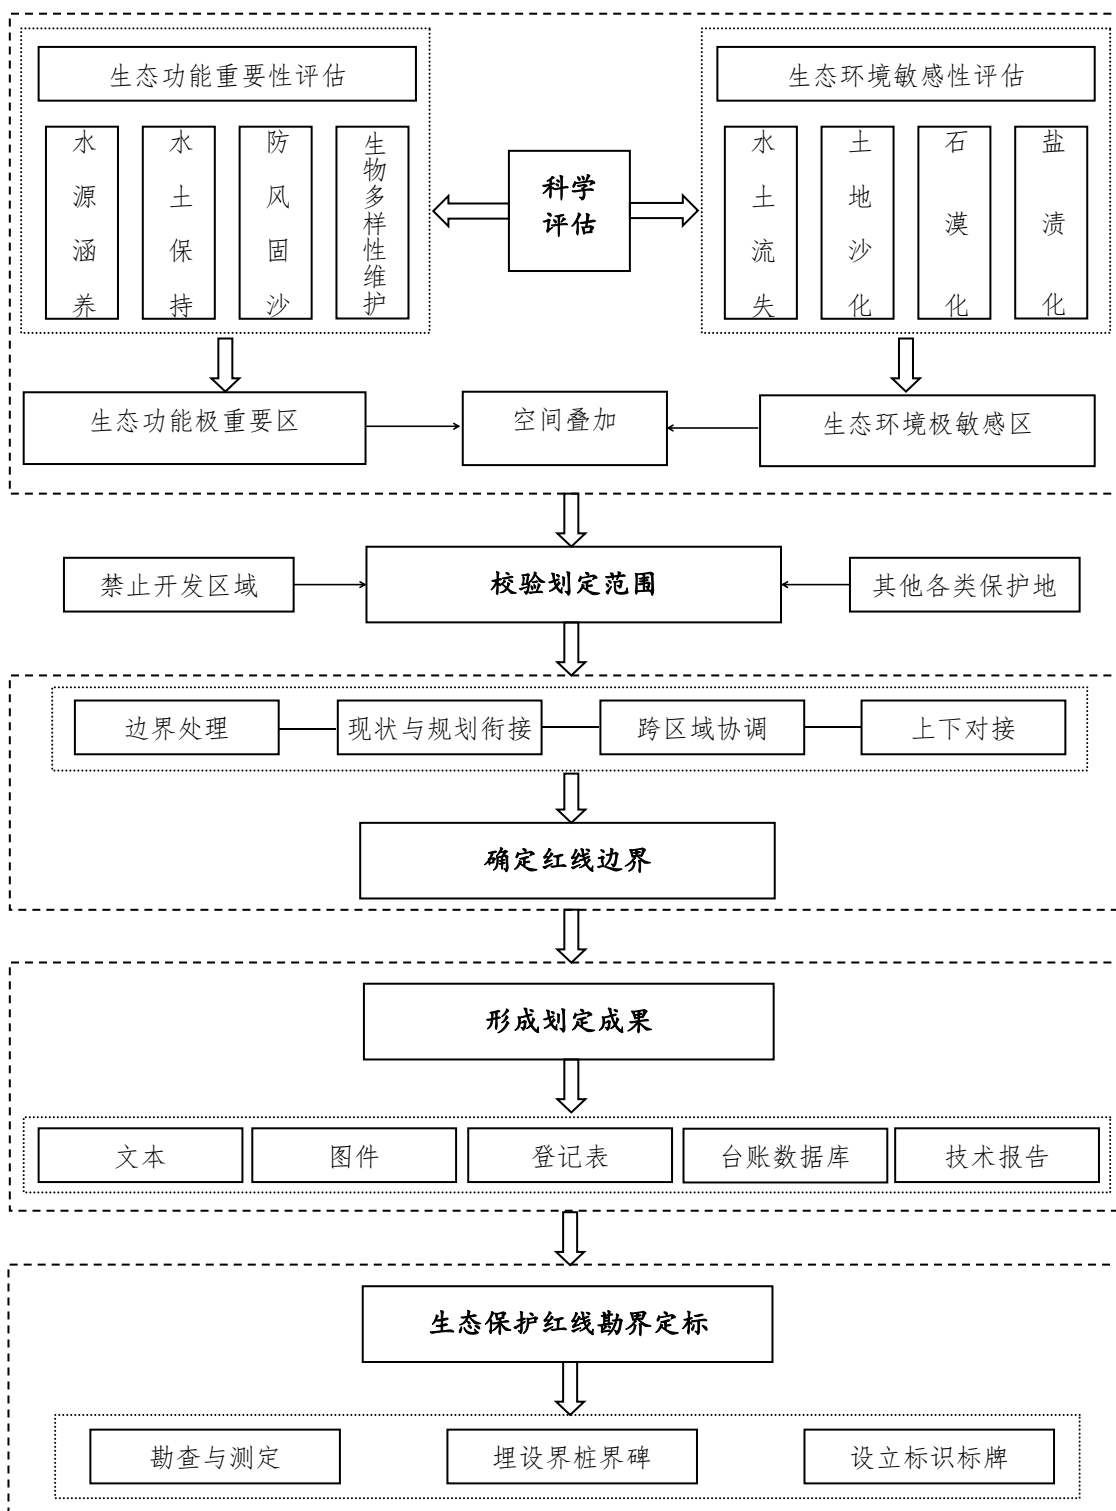 生态功能重要性评估
水源涵养
水土保持
防风固沙
生物多样性维护
科学
评估
生态环境敏感性评估
水土流失
土地沙化
石漠化
盐渍化
生态功能极重要区
空间叠加
生态环境极敏感区
禁止开发区域
校验划定范围
其他各类保护地
边界处理
现状与规划衔接
跨区域协调
上下对接
确定红线边界
形成划定成果
文本
图件
登记表
台账数据库
技术报告
生态保护红线勘界定标
勘查与测定
埋设界桩界碑
设立标识标牌